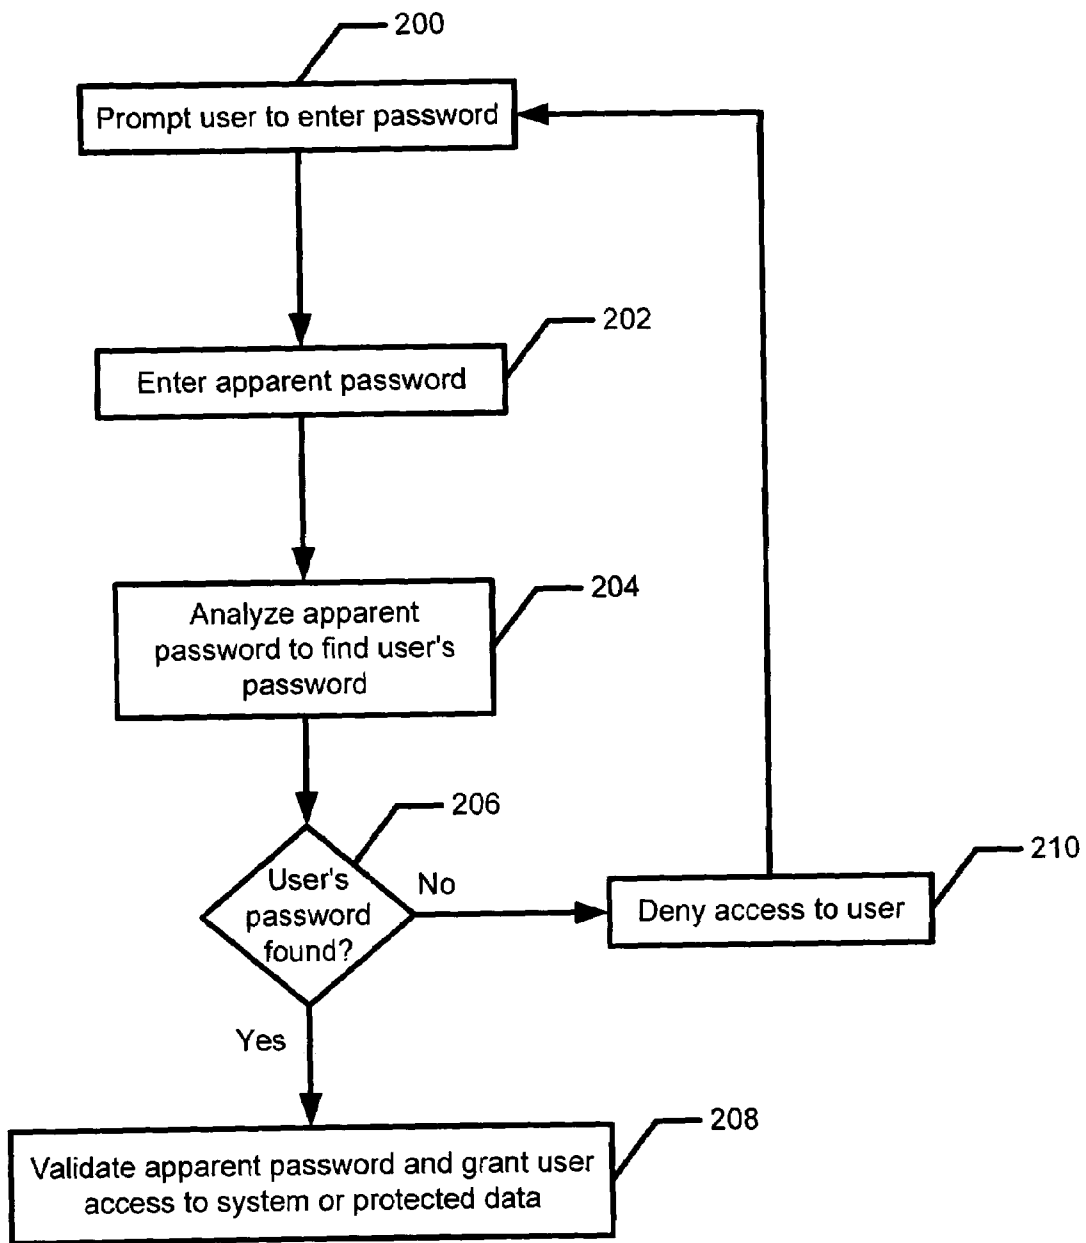 200
Prompt user to enter password
202
Enter apparent password
204
Analyze apparent
password to find user's
password
206
User's
password
found?
No
210
Deny access to user
Yes
208
Validate apparent password and grant user
access to system or protected data